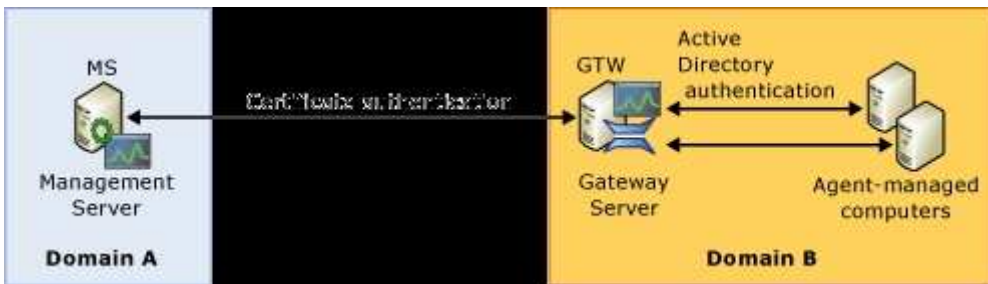 MS
Management
Server
Domain A
Certificate authentication
GTW
Gateway
Server
Active
Directory
authentication
Agent-managed
computers
Domain B